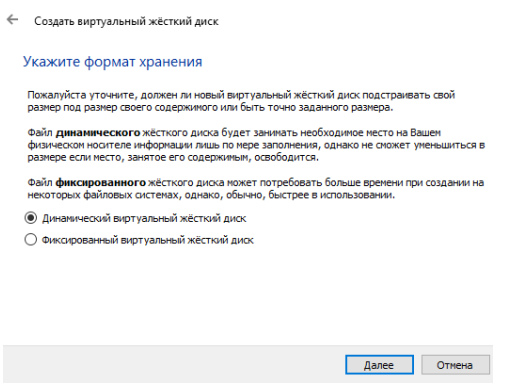 Создать виртуальный жёсткий диск
Укажите формат хранения
Пожалуйста уточните, должен ли новый виртуальный жёсткий диск подстраивать свой
размер под размер своего содержимого или быть точно заданного размера.
Файл динамического жёсткого диска будет занимать необходимое место на Вашем
физическом носителе информации лишь по мере заполнения, однако не сможет уменьшиться в
размере если место, занятое его содержимым, освободится.
Файл фиксированного жёсткого диска может потребовать больше времени при создании на
некоторых файловых системах, однако, обычно, быстрее в использовании.
Динамический виртуальный жёсткий диск
Фиксированный виртуальный жёсткий диск
Далее Отмена